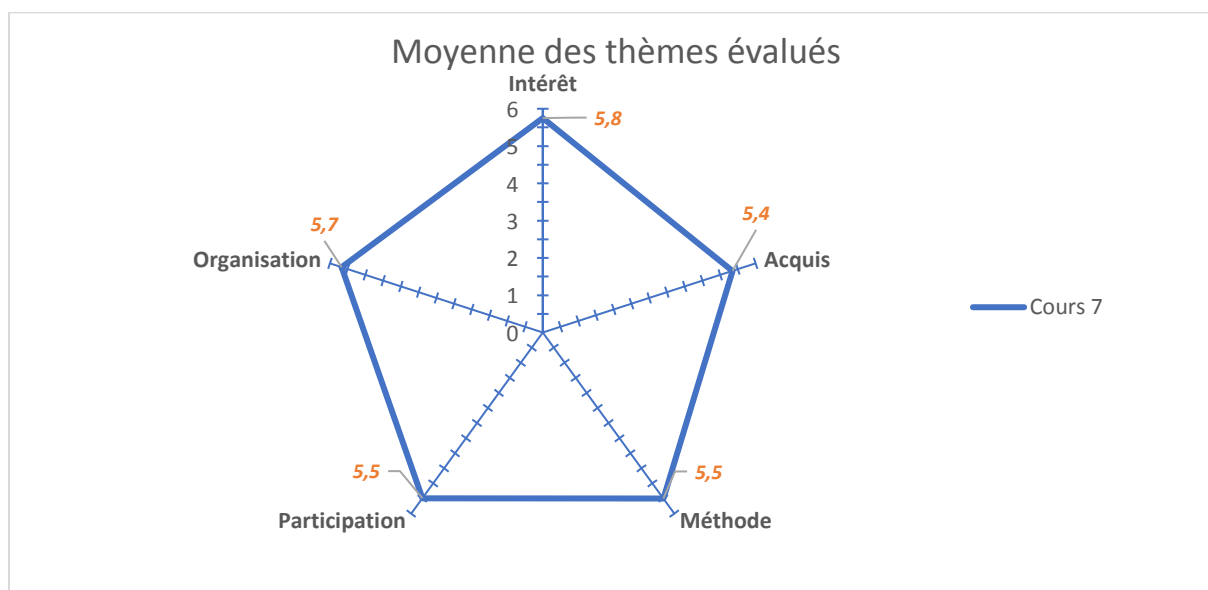 Moyenne des thèmes évalués
Intérêt
6
5,8
5
4
5,4
3
5,7
Organisation
Acquis
2
1
Cours 7
0
5,5
5,5
Participation
Méthode